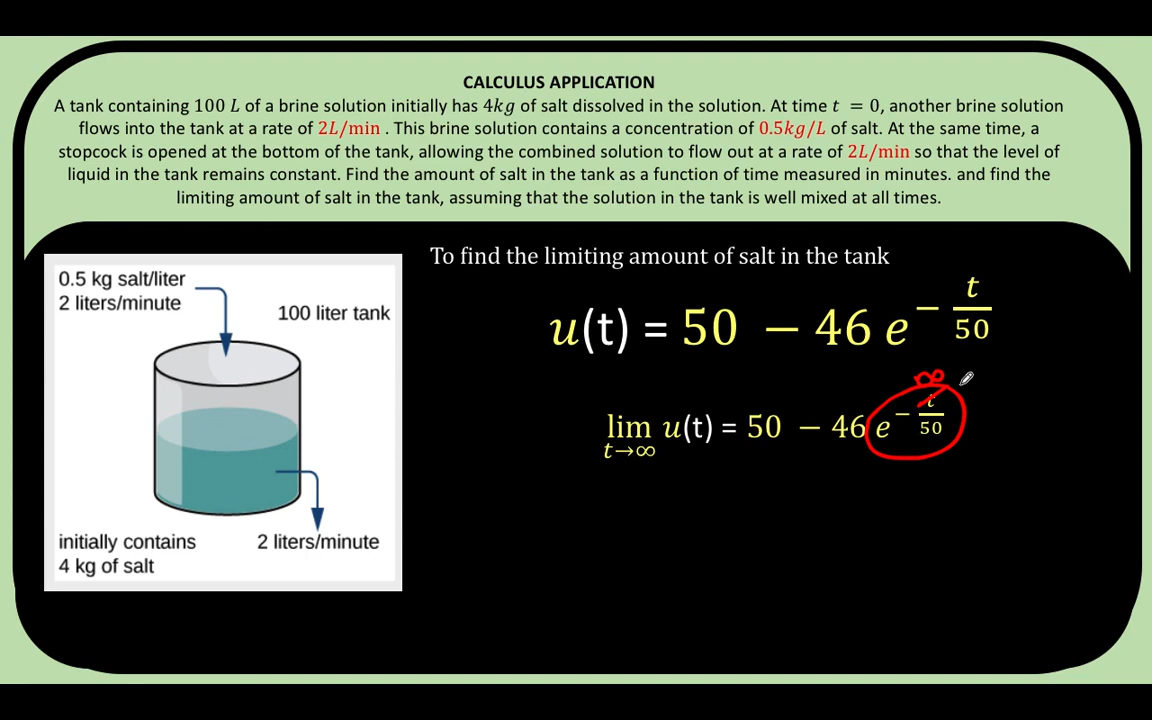 CALCULUS APPLICATION
A tank containing 100 L of a brine solution initially has 4kg of salt dissolved in the solution. At time t = 0, another brine solution
flows into the tank at a rate of 2L/min . This brine solution contains a concentration of 0.5kg/L of salt. At the same time, a
stopcock is opened at the bottom of the tank, allowing the combined solution to flow out at a rate of 2L/min so that the level of
liquid in the tank remains constant. Find the amount of salt in the tank as a function of time measured in minutes. and find the
limiting amount of salt in the tank, assuming that the solution in the tank is well mixed at all times.
To find the limiting amount of salt in the tank
0.5 kg salt/liter
2 liters/minute
100 liter tank
u(t) = 50 − 46 e^{− t/50}
∞
lim_{t→∞} u(t) = 50 − 46 e^{− t/50}
initially contains
4 kg of salt
2 liters/minute